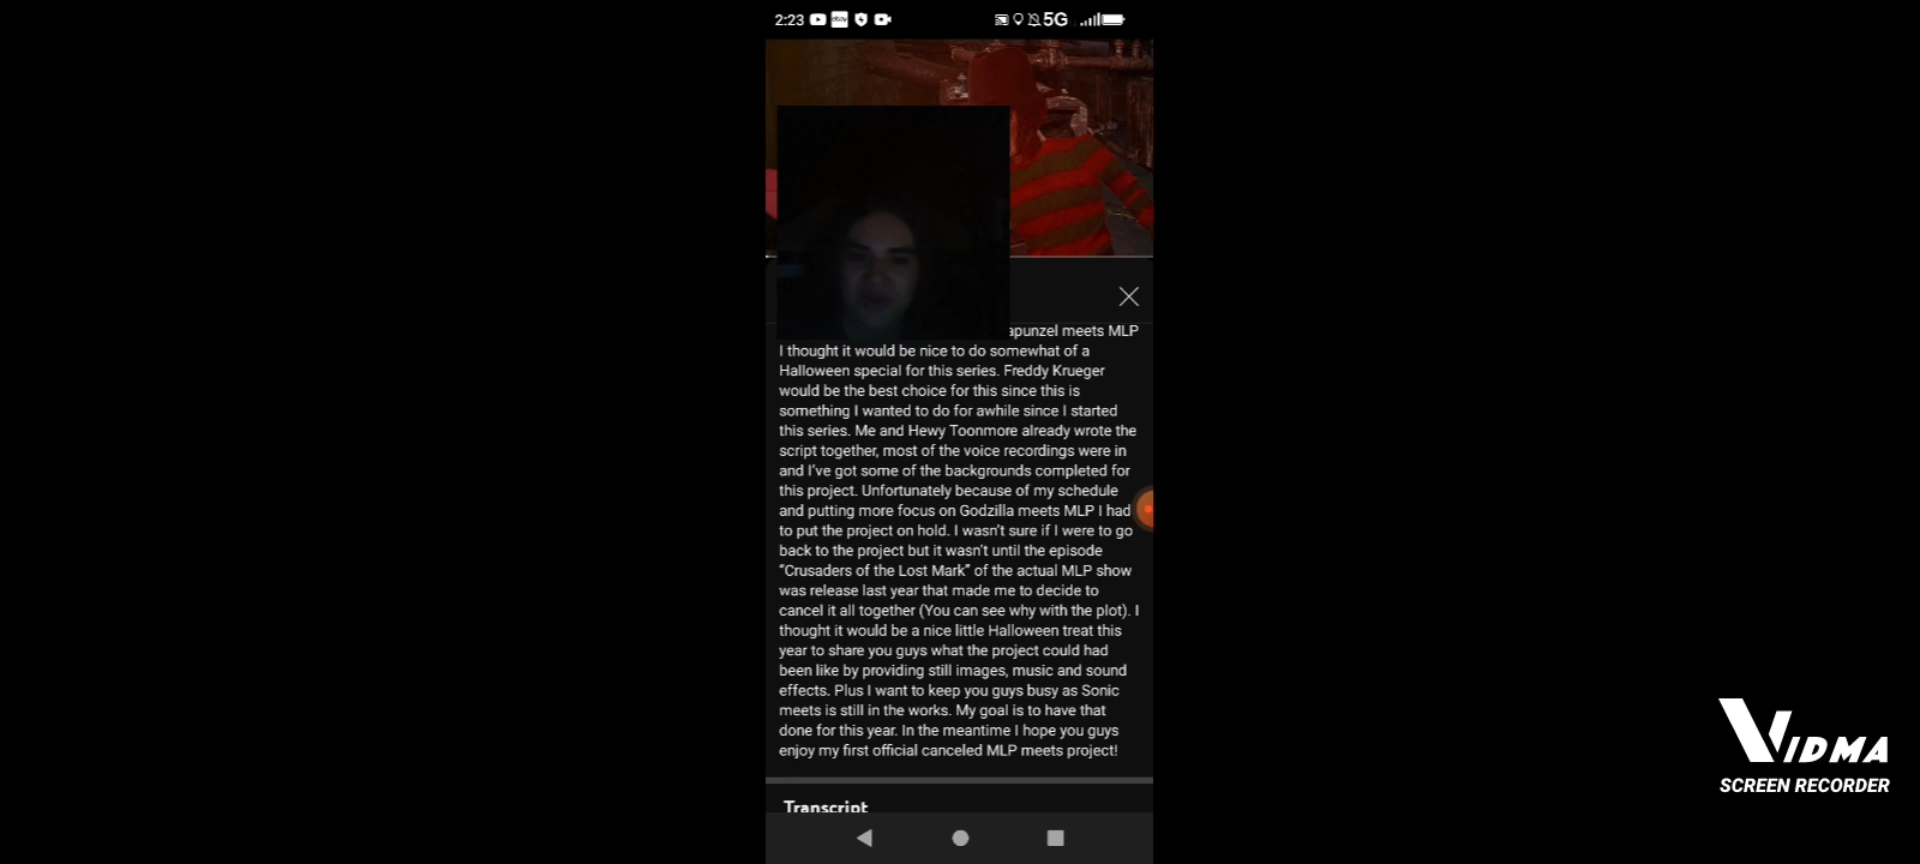 2:23
5G
apunzel meets MLP
I thought it would be nice to do somewhat of a
Halloween special for this series. Freddy Krueger
would be the best choice for this since this is
something I wanted to do for awhile since I started
this series. Me and Hewy Toonmore already wrote the
script together, most of the voice recordings were in
and I've got some of the backgrounds completed for
this project. Unfortunately because of my schedule
and putting more focus on Godzilla meets MLP I had
to put the project on hold. I wasn't sure if I were to go
back to the project but it wasn't until the episode
“Crusaders of the Lost Mark” of the actual MLP show
was release last year that made me to decide to
cancel it all together (You can see why with the plot). I
thought it would be a nice little Halloween treat this
year to share you guys what the project could had
been like by providing still images, music and sound
effects. Plus I want to keep you guys busy as Sonic
meets is still in the works. My goal is to have that
done for this year. In the meantime I hope you guys
enjoy my first official canceled MLP meets project!
Transcript
VIDMA
SCREEN RECORDER